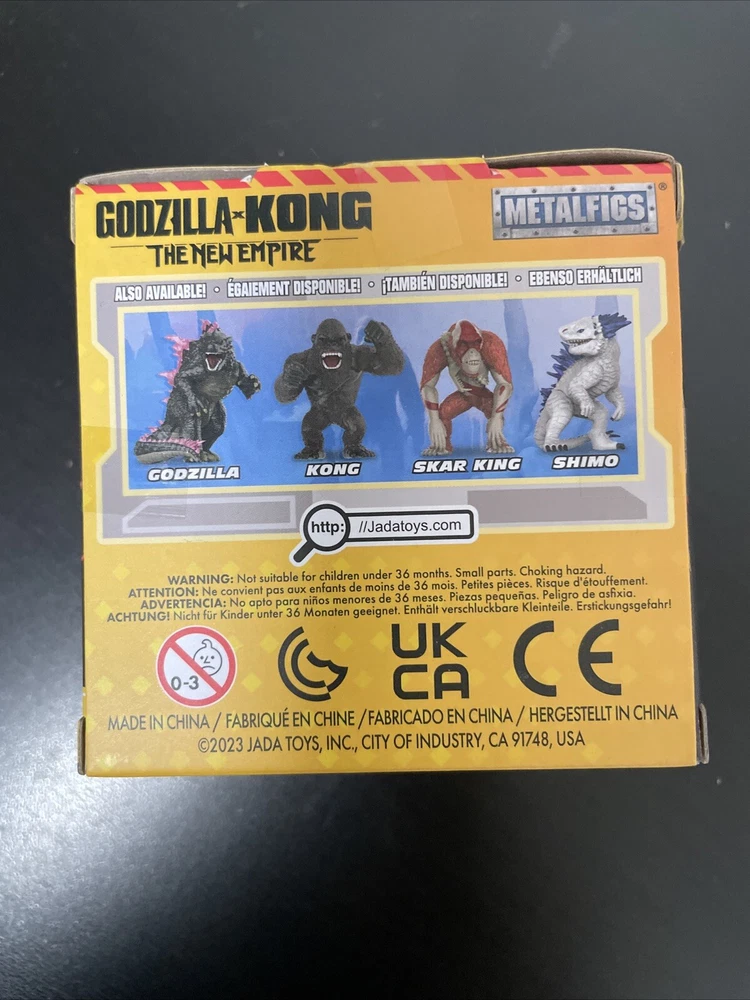 GODZILLA x KONG
THE NEW EMPIRE
METALFIGS®
ALSO AVAILABLE! • ÉGALEMENT DISPONIBLE! • ¡TAMBIÉN DISPONIBLE! • EBENSO ERHÄLTLICH
GODZILLA KONG SKAR KING SHIMO
http: //Jadatoys.com
WARNING: Not suitable for children under 36 months. Small parts. Choking hazard.
ATTENTION: Ne convient pas aux enfants de moins de 36 mois. Petites pièces. Risque d'étouffement.
ADVERTENCIA: No apto para niños menores de 36 meses. Piezas pequeñas. Peligro de asfixia.
ACHTUNG! Nicht für Kinder unter 36 Monaten geeignet. Enthält verschluckbare Kleinteile. Erstickungsgefahr!
0-3
UK
CA
CE
MADE IN CHINA / FABRIQUÉ EN CHINE / FABRICADO EN CHINA / HERGESTELLT IN CHINA
©2023 JADA TOYS, INC., CITY OF INDUSTRY, CA 91748, USA